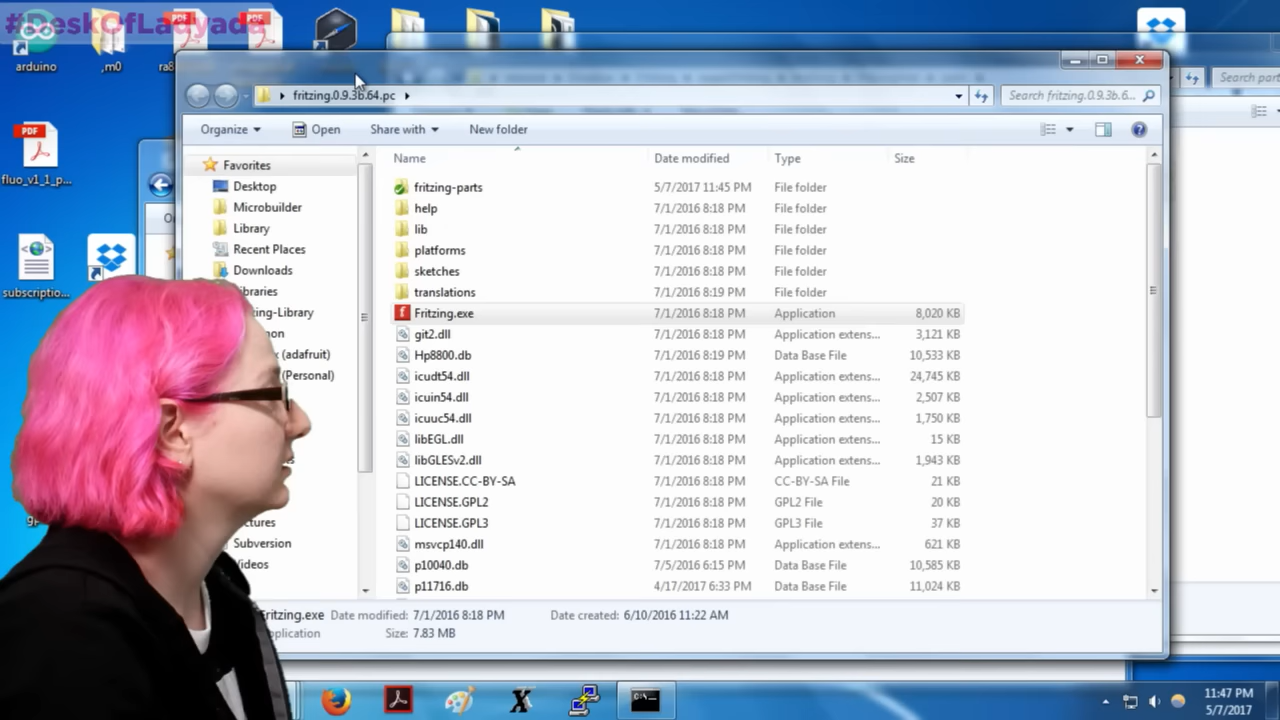 #DeskOfLadyada
arduino
,m0
PDF
fluo_v1_1_p...
subscriptio...
fritzing.0.9.3b.64.pc
Search fritzing.0.9.3b.6...
Organize
Open
Share with
New folder
Favorites
Desktop
Microbuilder
Library
Recent Places
Downloads
(adafruit)
(Personal)
Subversion
Name Date modified Type Size
fritzing-parts 5/7/2017 11:45 PM File folder
help 7/1/2016 8:18 PM File folder
lib 7/1/2016 8:18 PM File folder
platforms 7/1/2016 8:18 PM File folder
sketches 7/1/2016 8:18 PM File folder
translations 7/1/2016 8:19 PM File folder
Fritzing.exe 7/1/2016 8:18 PM Application 8,020 KB
git2.dll 7/1/2016 8:18 PM Application extens... 3,121 KB
Hp8800.db 7/1/2016 8:19 PM Data Base File 10,533 KB
icudt54.dll 7/1/2016 8:18 PM Application extens... 24,745 KB
icuin54.dll 7/1/2016 8:18 PM Application extens... 2,507 KB
icuuc54.dll 7/1/2016 8:18 PM Application extens... 1,750 KB
libEGL.dll 7/1/2016 8:18 PM Application extens... 15 KB
libGLESv2.dll 7/1/2016 8:18 PM Application extens... 1,943 KB
LICENSE.CC-BY-SA 7/1/2016 8:18 PM CC-BY-SA File 21 KB
LICENSE.GPL2 7/1/2016 8:18 PM GPL2 File 20 KB
LICENSE.GPL3 7/1/2016 8:18 PM GPL3 File 37 KB
msvcp140.dll 7/1/2016 8:18 PM Application extens... 621 KB
p10040.db 7/5/2016 6:15 PM Data Base File 10,585 KB
p11716.db 4/17/2017 6:33 PM Data Base File 11,024 KB
Fritzing.exe Date modified: 7/1/2016 8:18 PM Date created: 6/10/2016 11:22 AM
Size: 7.83 MB
Search part
11:47 PM
5/7/2017